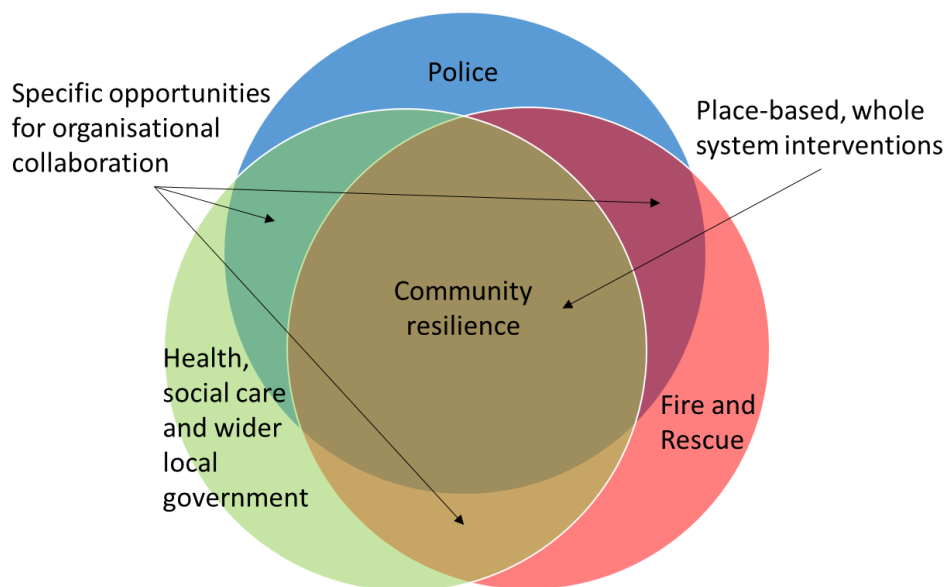 Police
Specific opportunities
for organisational
collaboration
Place-based, whole
system interventions
Community
resilience
Health,
social care
and wider
local
government
Fire and
Rescue